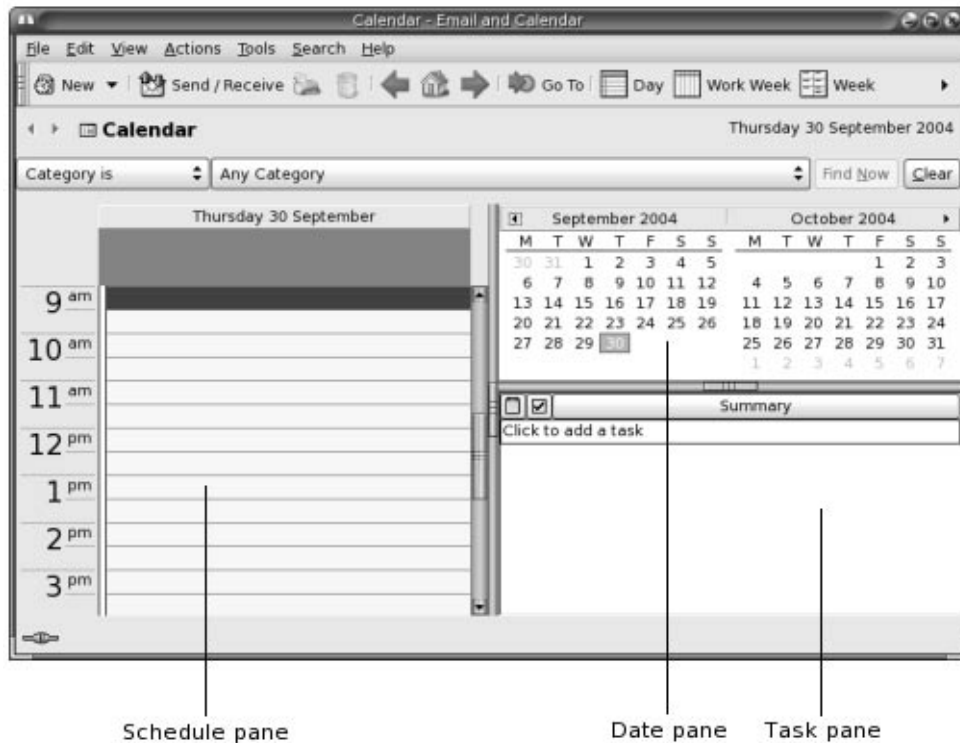 Calendar - Email and Calendar
File Edit View Actions Tools Search Help
New Send / Receive Go To Day Work Week Week
Calendar Thursday 30 September 2004
Category is Any Category Find Now Clear
Thursday 30 September
9 am
10 am
11 am
12 pm
1 pm
2 pm
3 pm
September 2004
M T W T F S S
30 31 1 2 3 4 5
6 7 8 9 10 11 12
13 14 15 16 17 18 19
20 21 22 23 24 25 26
27 28 29 30
October 2004
M T W T F S S
1 2 3
4 5 6 7 8 9 10
11 12 13 14 15 16 17
18 19 20 21 22 23 24
25 26 27 28 29 30 31
1 2 3 4 5 6 7
Summary
Click to add a task
Schedule pane Date pane Task pane